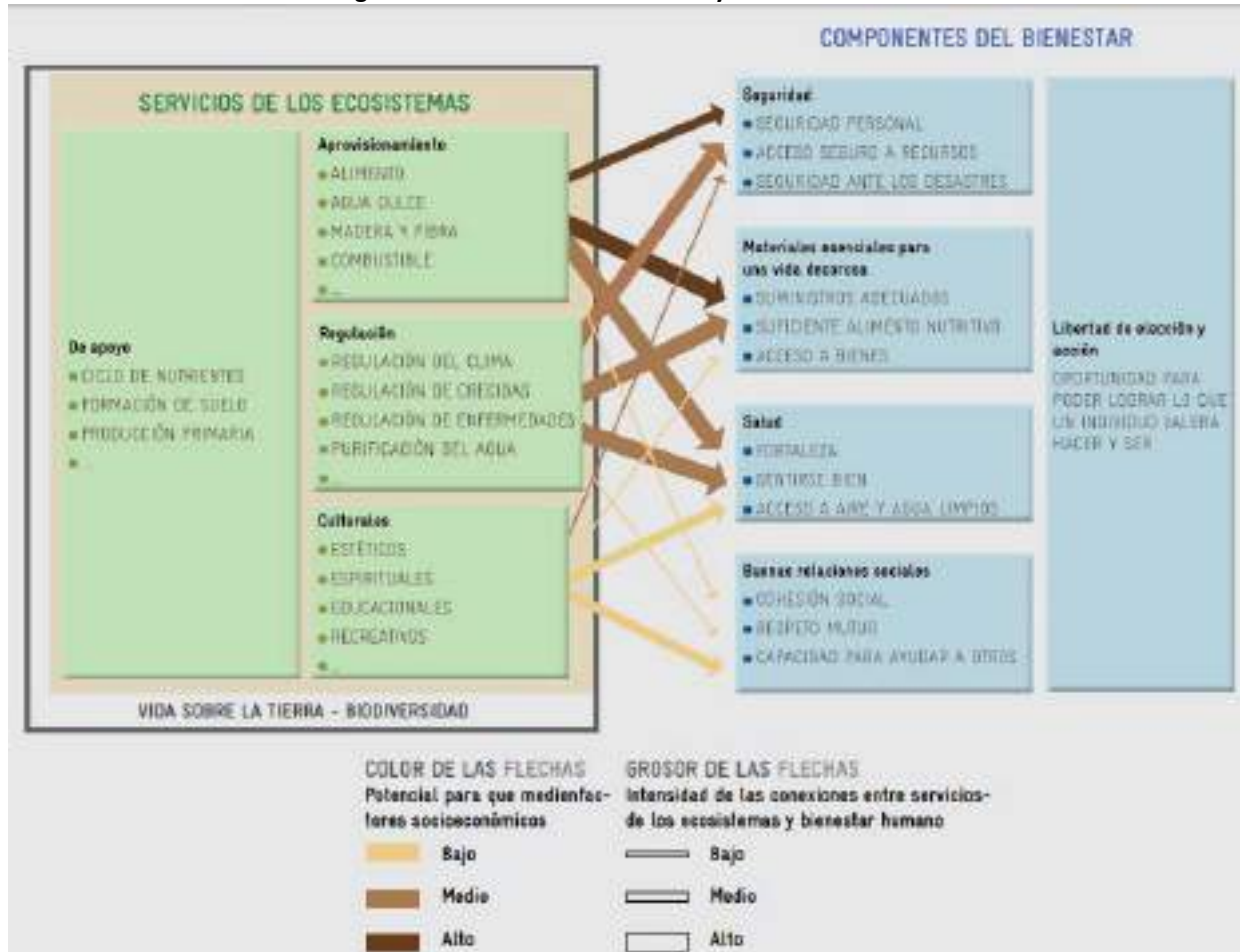 COMPONENTES DEL BIENESTAR
SERVICIOS DE LOS ECOSISTEMAS
De apoyo
CICLO DE NUTRIENTES
FORMACIÓN DE SUELO
PRODUCCIÓN PRIMARIA
...
Aprovisionamiento
ALIMENTO
AGUA DULCE
MADERA Y FIBRA
COMBUSTIBLE
...
Regulación
REGULACIÓN DEL CLIMA
REGULACIÓN DE CRECIDAS
REGULACIÓN DE ENFERMEDADES
PURIFICACIÓN DEL AGUA
...
Culturales
ESTÉTICOS
ESPIRITUALES
EDUCACIONALES
RECREATIVOS
...
VIDA SOBRE LA TIERRA - BIODIVERSIDAD
Seguridad
SEGURIDAD PERSONAL
ACCESO SEGURO A RECURSOS
SEGURIDAD ANTE LOS DESASTRES
Materiales esenciales para
una vida decorosa
SUMINISTROS ADECUADOS
SUFICIENTE ALIMENTO NUTRITIVO
ACCESO A BIENES
Salud
FORTALEZA
SENTIRSE BIEN
ACCESO A AIRE Y AGUA LIMPIOS
Buenas relaciones sociales
COHESIÓN SOCIAL
RESPETO MUTUO
CAPACIDAD PARA AYUDAR A OTROS
Libertad de elección y
acción
OPORTUNIDAD PARA
PODER LOGRAR LO QUE
UN INDIVIDUO VALORA
HACER Y SER
COLOR DE LAS FLECHAS
Potencial para que medienfac-
tores socioeconómicos
Bajo
Medio
Alto
GROSOR DE LAS FLECHAS
Intensidad de las conexiones entre servicios-
de los ecosistemas y bienestar humano
Bajo
Medio
Alto